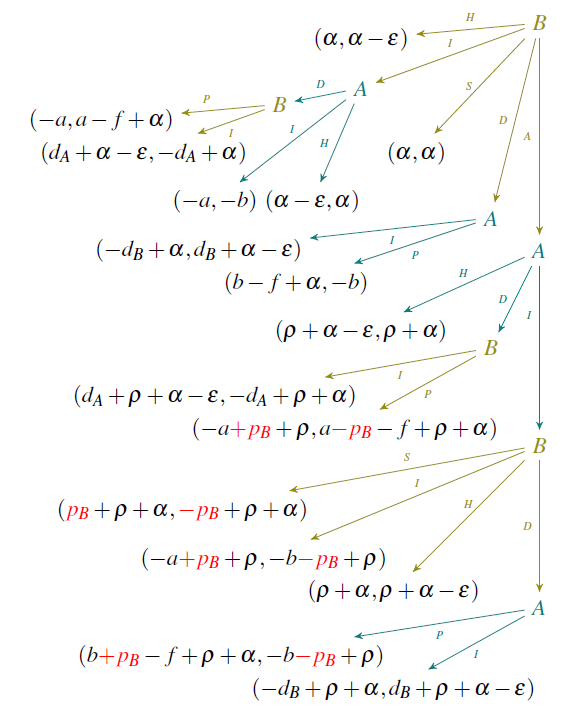 H B
(α, α − ε) I
D A S
P B
(−a, a − f + α) I I H D A
(d_A + α − ε, −d_A + α) (α, α)
(−a, −b) (α − ε, α)
A
(−d_B + α, d_B + α − ε) I P A
(b − f + α, −b) H
D I
(ρ + α − ε, ρ + α)
B
I
(d_A + ρ + α − ε, −d_A + ρ + α) P
(−a + p_B + ρ, a − p_B − f + ρ + α)
S B
I
(p_B + ρ + α, −p_B + ρ + α) H
D
(−a + p_B + ρ, −b − p_B + ρ)
(ρ + α, ρ + α − ε)
A
P
(b + p_B − f + ρ + α, −b − p_B + ρ) I
(−d_B + ρ + α, d_B + ρ + α − ε)